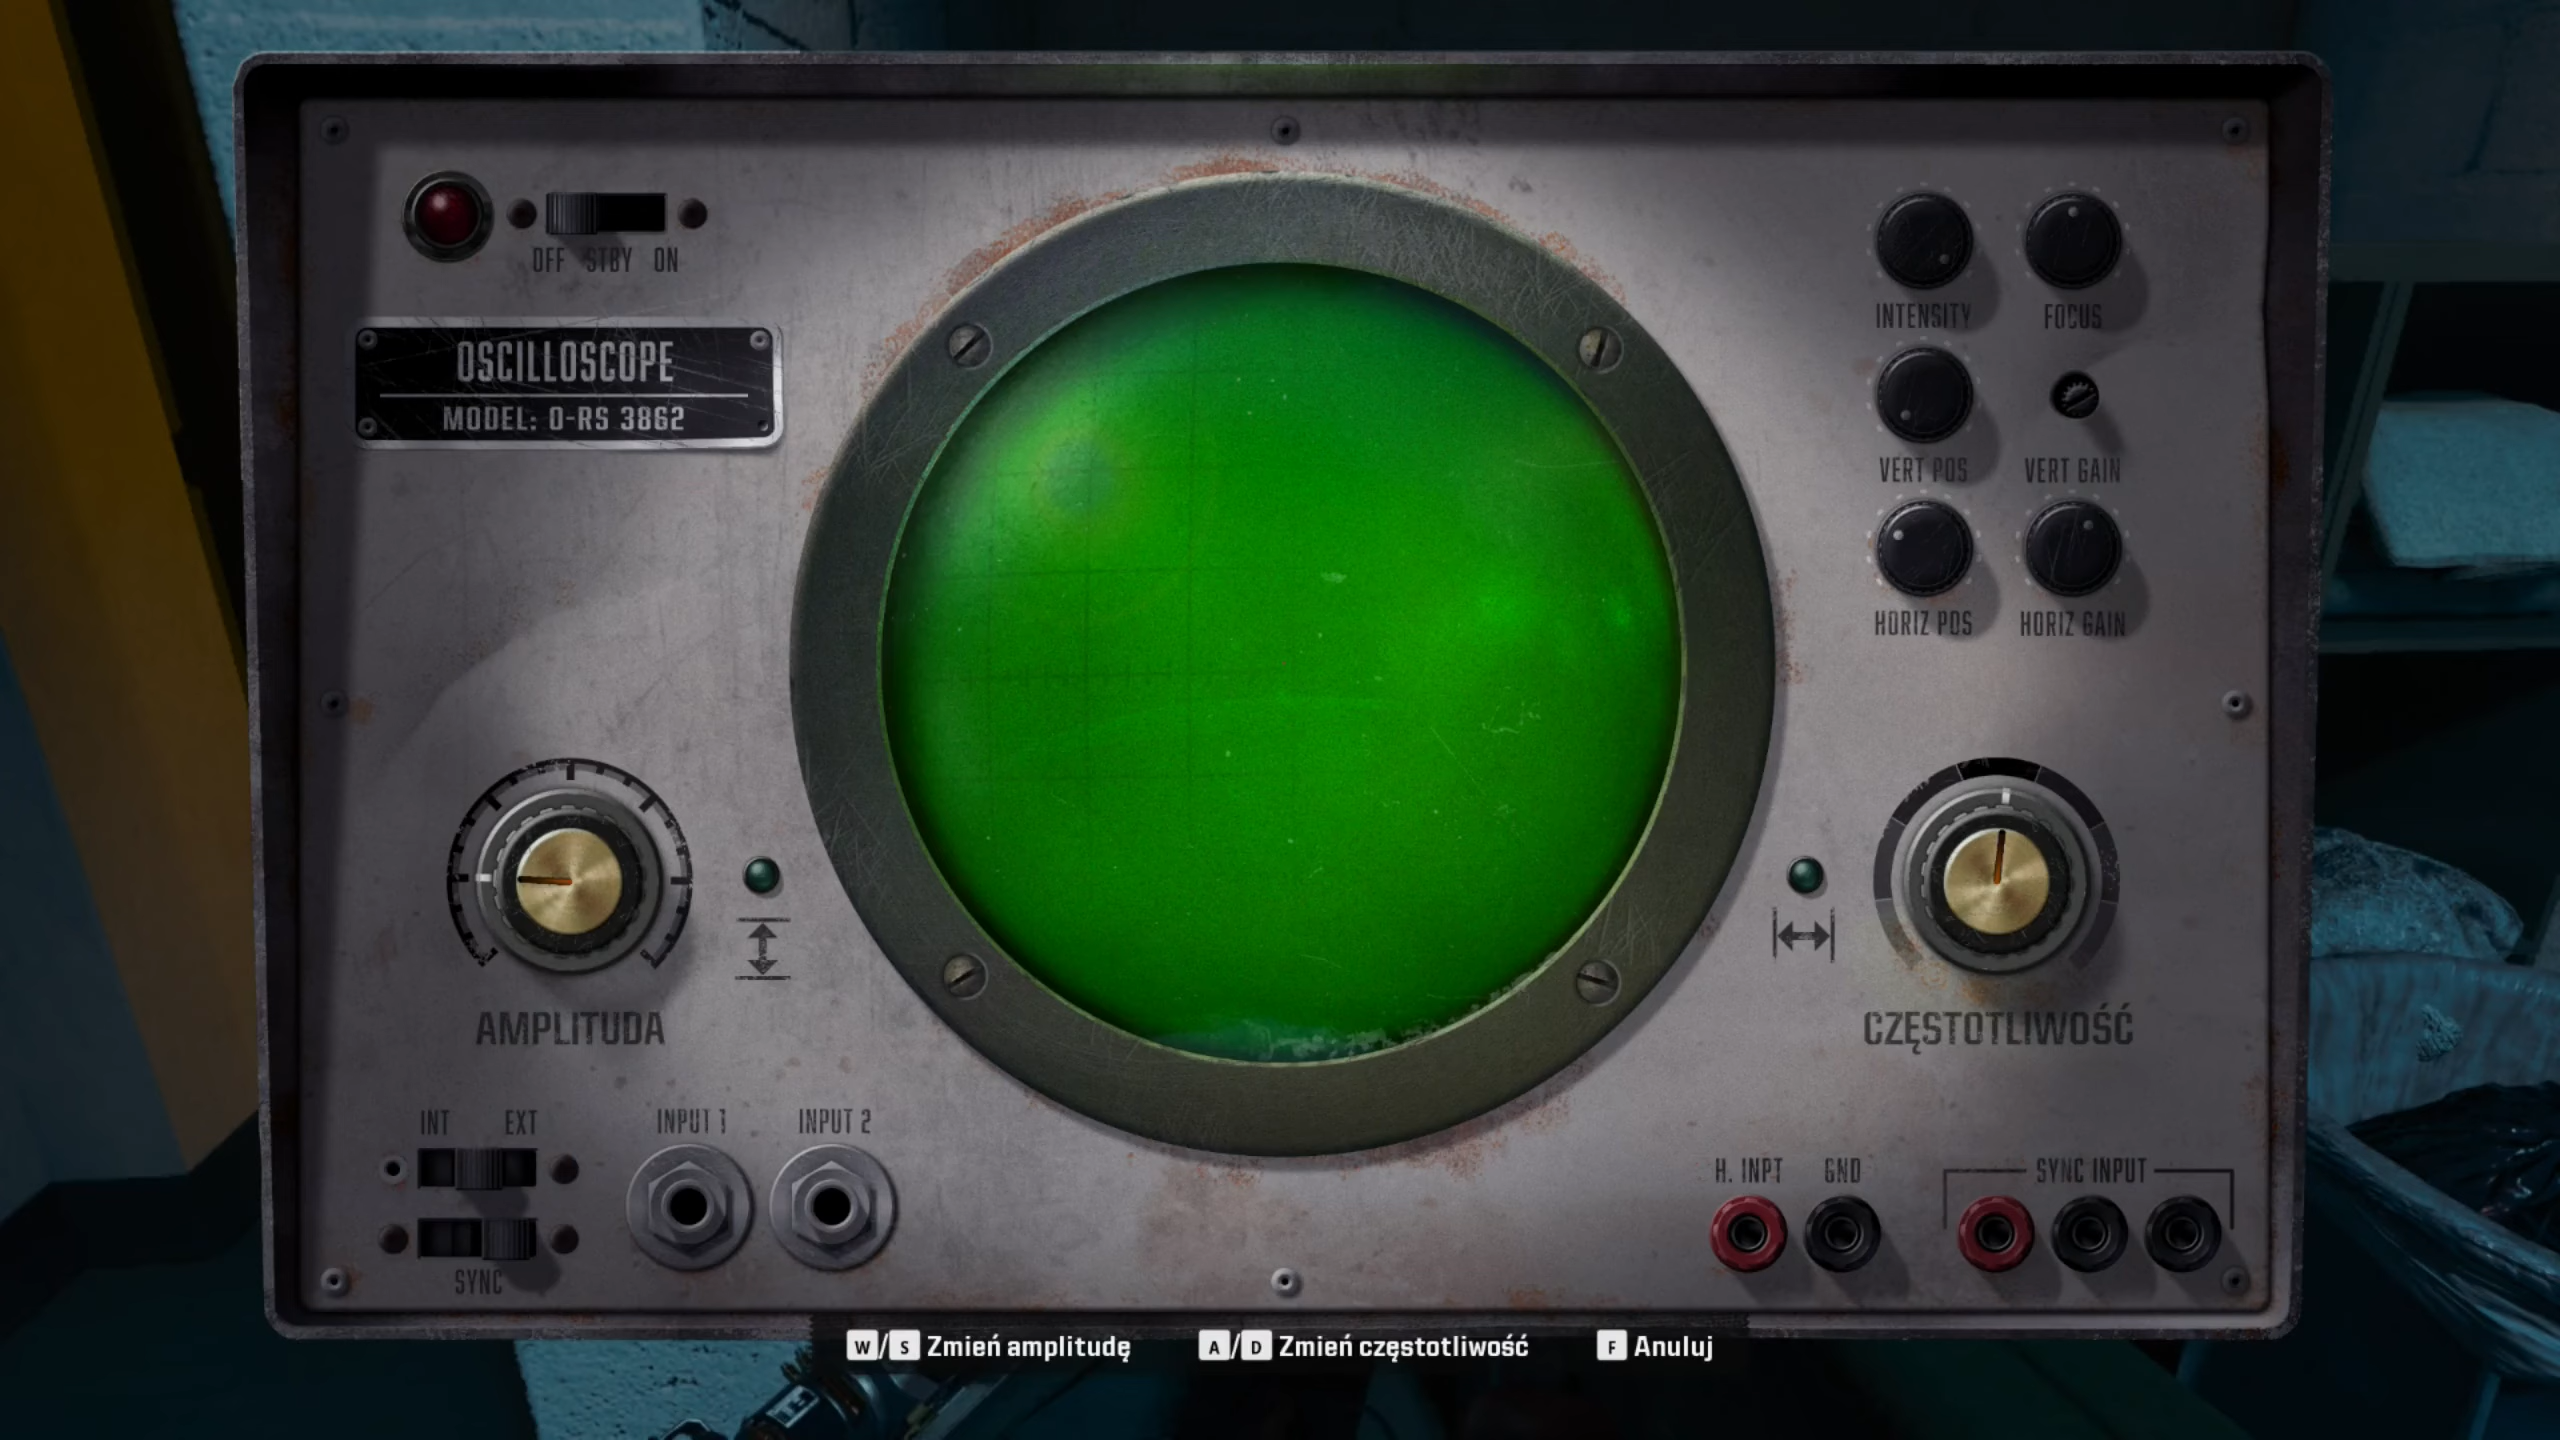 OFF STBY ON
OSCILLOSCOPE
MODEL: O-RS 3862
INTENSITY FOCUS
VERT POS VERT GAIN
HORIZ POS HORIZ GAIN
AMPLITUDA
CZĘSTOTLIWOŚĆ
INT EXT
INPUT 1 INPUT 2
SYNC
H. INPT GND
SYNC INPUT
W/S Zmień amplitudę A/D Zmień częstotliwość F Anuluj